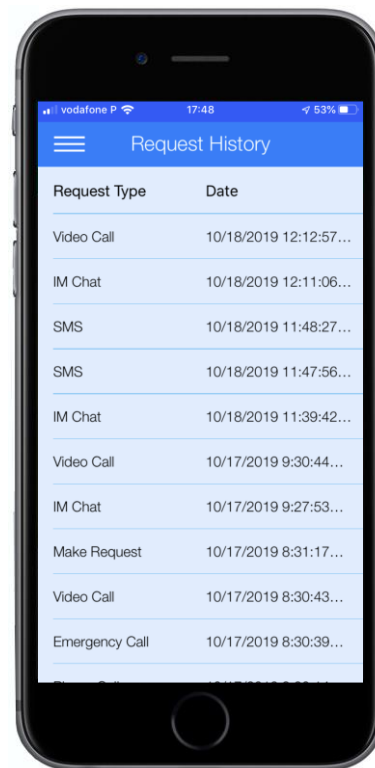 vodafone P 17:48 53%
Request History
Request Type Date
Video Call 10/18/2019 12:12:57...
IM Chat 10/18/2019 12:11:06...
SMS 10/18/2019 11:48:27...
SMS 10/18/2019 11:47:56...
IM Chat 10/18/2019 11:39:42...
Video Call 10/17/2019 9:30:44...
IM Chat 10/17/2019 9:27:53...
Make Request 10/17/2019 8:31:17...
Video Call 10/17/2019 8:30:43...
Emergency Call 10/17/2019 8:30:39...